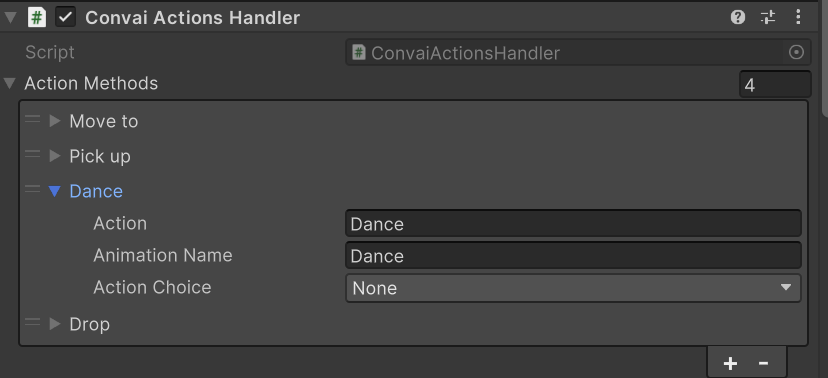 Convai Actions Handler
Script ConvaiActionsHandler
Action Methods 4
Move to
Pick up
Dance
Action Dance
Animation Name Dance
Action Choice None
Drop
+ -